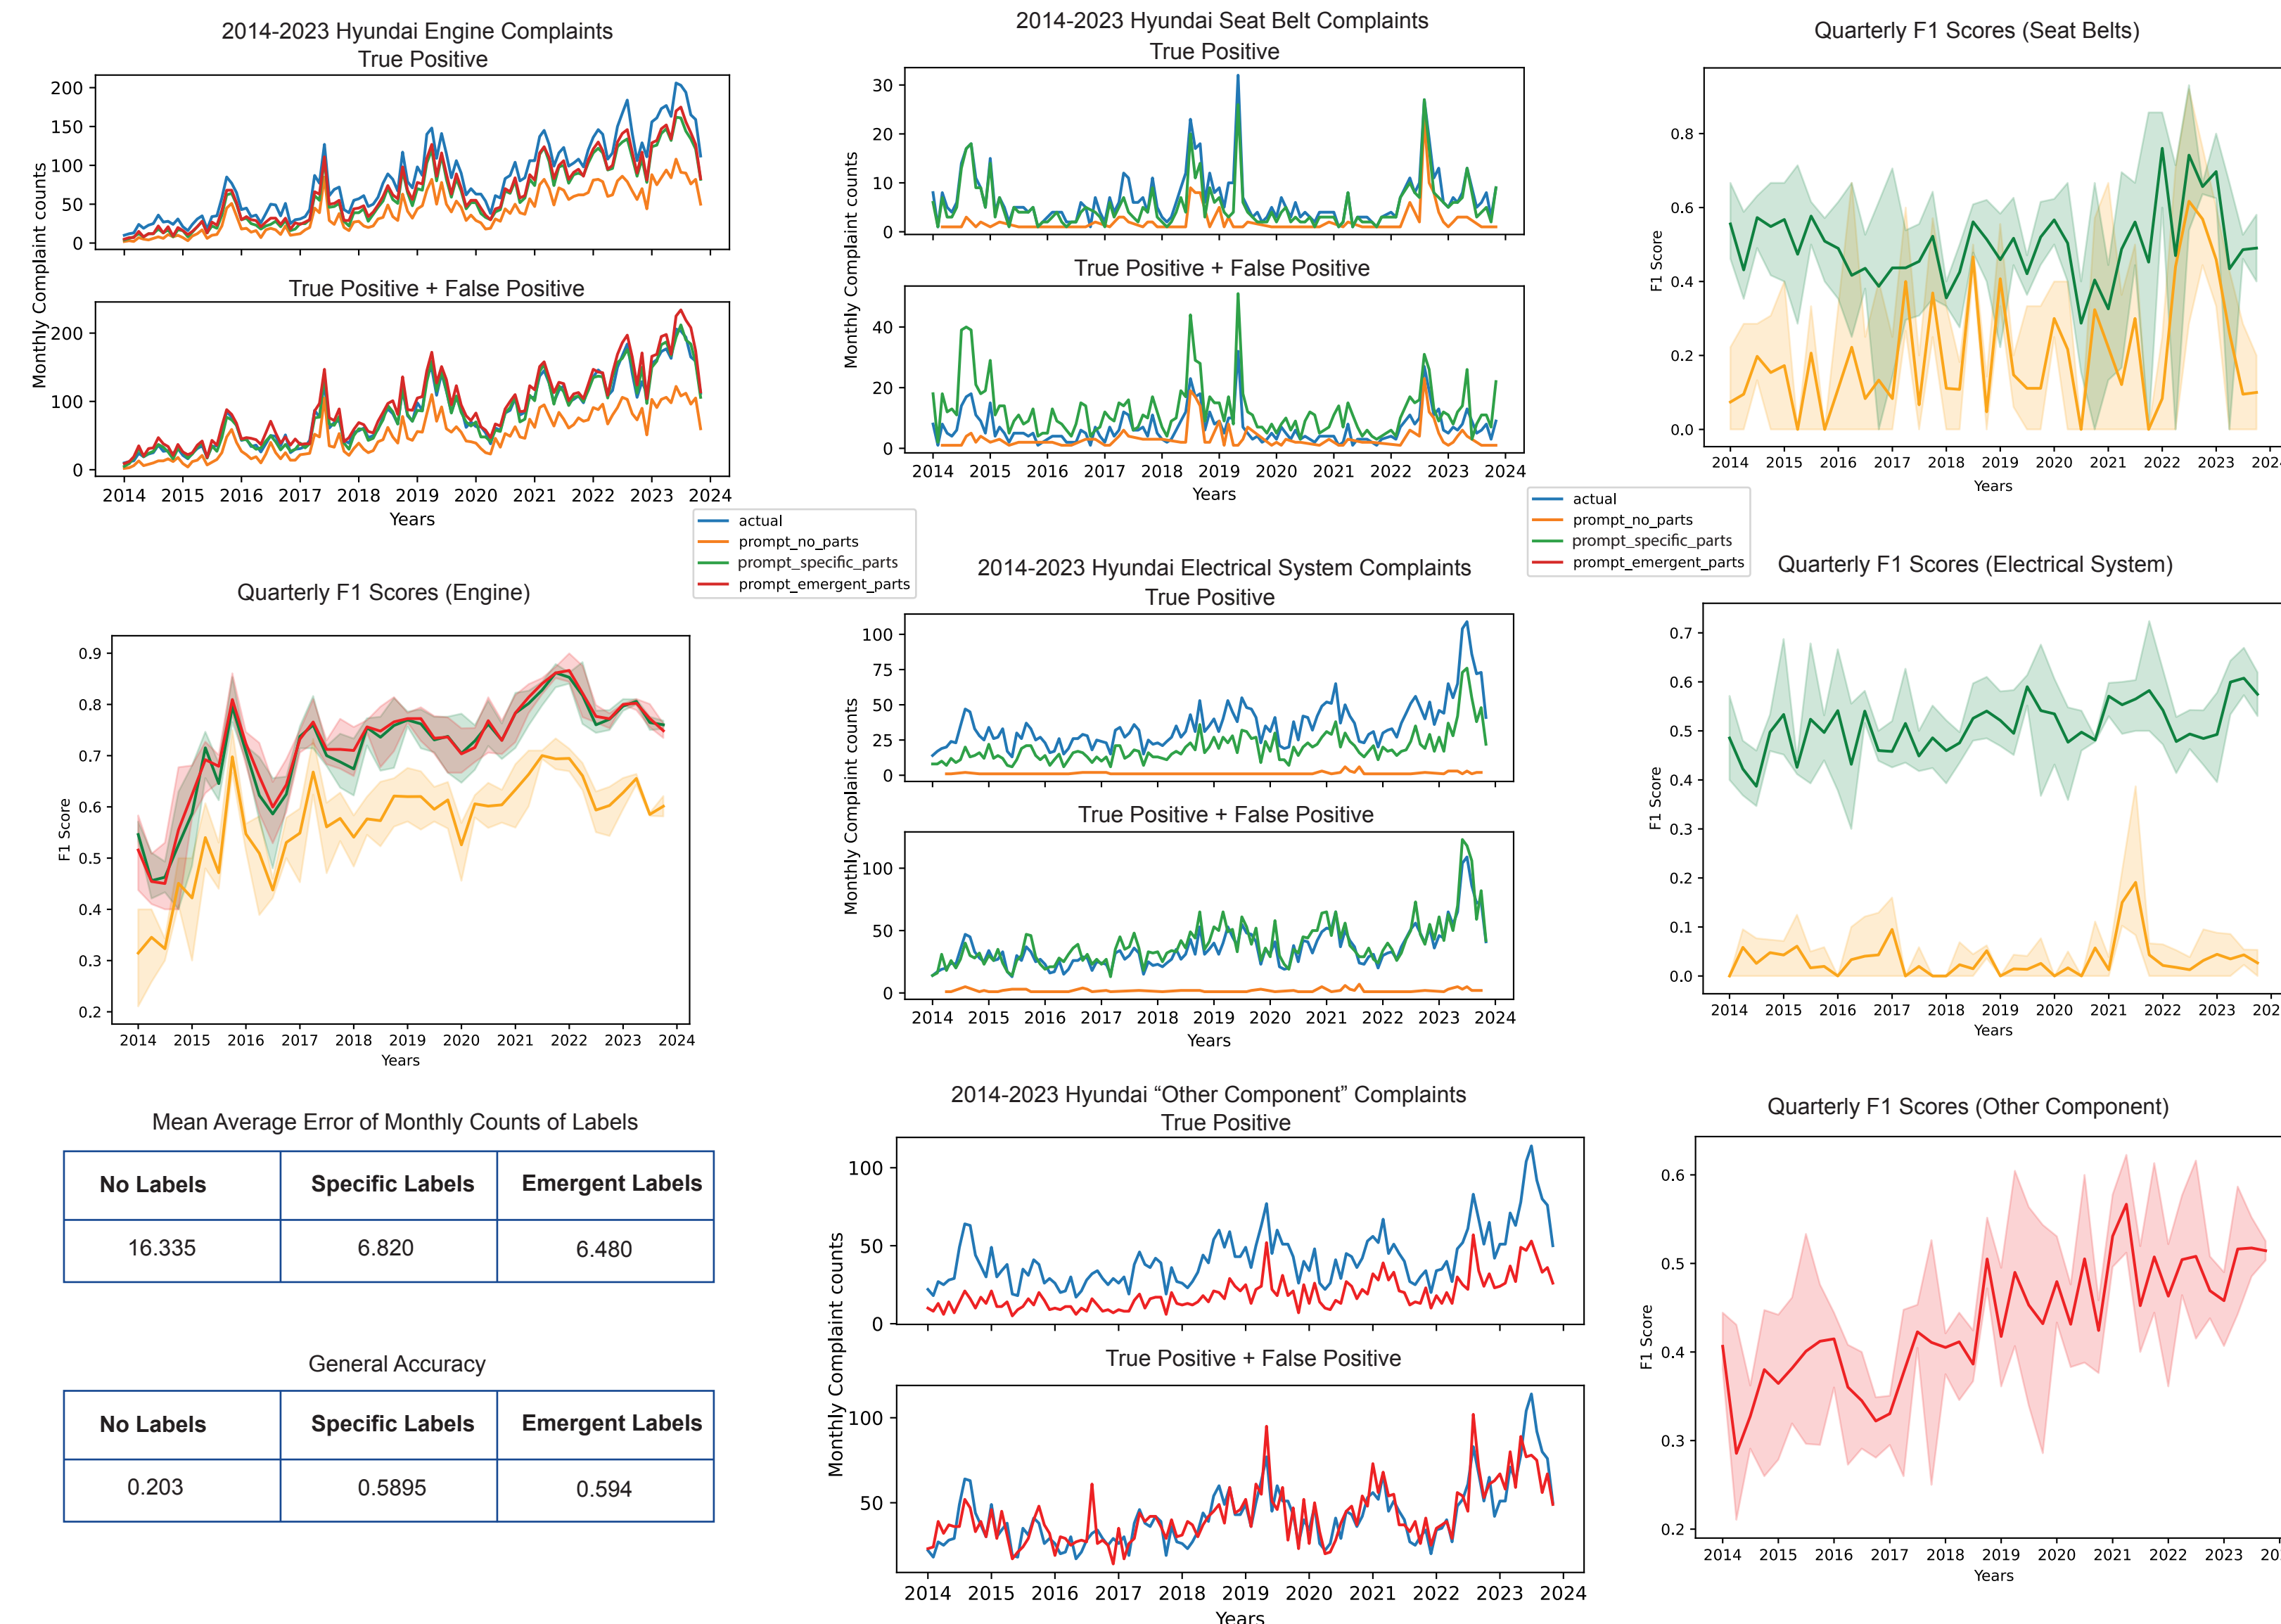 2014-2023 Hyundai Engine Complaints
True Positive
Monthly Complaint counts
200
150
100
50
0
True Positive + False Positive
200
100
0
2014 2015 2016 2017 2018 2019 2020 2021 2022 2023 2024
Years
2014-2023 Hyundai Seat Belt Complaints
True Positive
Monthly Complaint counts
30
20
10
0
True Positive + False Positive
40
20
0
2014 2015 2016 2017 2018 2019 2020 2021 2022 2023 2024
Years
Quarterly F1 Scores (Seat Belts)
F1 Score
0.8
0.6
0.4
0.2
0.0
2014 2015 2016 2017 2018 2019 2020 2021 2022 2023 2024
Years
actual
prompt_no_parts
prompt_specific_parts
prompt_emergent_parts
actual
prompt_no_parts
prompt_specific_parts
prompt_emergent_parts
Quarterly F1 Scores (Engine)
F1 Score
0.9
0.8
0.7
0.6
0.5
0.4
0.3
0.2
2014 2015 2016 2017 2018 2019 2020 2021 2022 2023 2024
Years
2014-2023 Hyundai Electrical System Complaints
True Positive
Monthly Complaint counts
100
75
50
25
0
True Positive + False Positive
100
50
0
2014 2015 2016 2017 2018 2019 2020 2021 2022 2023 2024
Years
Quarterly F1 Scores (Electrical System)
F1 Score
0.7
0.6
0.5
0.4
0.3
0.2
0.1
0.0
2014 2015 2016 2017 2018 2019 2020 2021 2022 2023 202
Years
Mean Average Error of Monthly Counts of Labels
No Labels Specific Labels Emergent Labels
16.335 6.820 6.480
General Accuracy
No Labels Specific Labels Emergent Labels
0.203 0.5895 0.594
2014-2023 Hyundai “Other Component” Complaints
True Positive
Monthly Complaint counts
100
50
0
True Positive + False Positive
100
50
2014 2015 2016 2017 2018 2019 2020 2021 2022 2023 2024
Years
Quarterly F1 Scores (Other Component)
F1 Score
0.6
0.5
0.4
0.3
0.2
2014 2015 2016 2017 2018 2019 2020 2021 2022 2023 20
Years